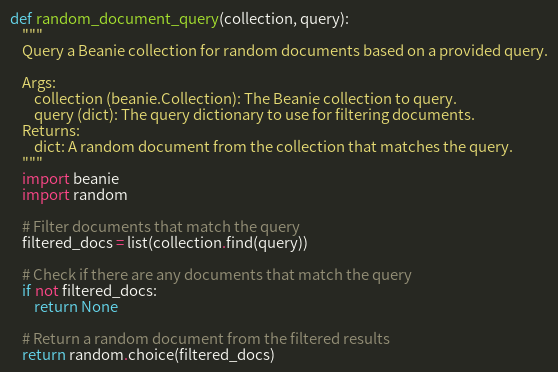 def random_document_query(collection, query):
    """
    Query a Beanie collection for random documents based on a provided query.

    Args:
        collection (beanie.Collection): The Beanie collection to query.
        query (dict): The query dictionary to use for filtering documents.
    Returns:
        dict: A random document from the collection that matches the query.
    """
    import beanie
    import random

    # Filter documents that match the query
    filtered_docs = list(collection.find(query))

    # Check if there are any documents that match the query
    if not filtered_docs:
        return None

    # Return a random document from the filtered results
    return random.choice(filtered_docs)